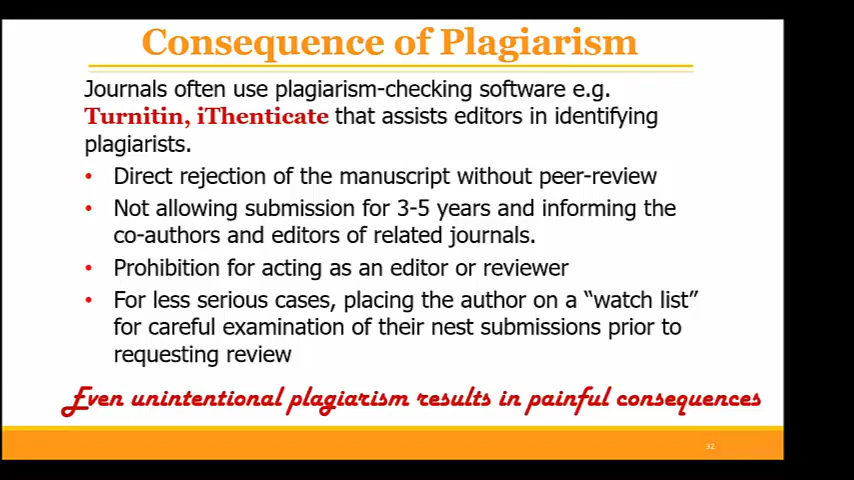 Consequence of Plagiarism
Journals often use plagiarism-checking software e.g.
Turnitin, iThenticate that assists editors in identifying
plagiarists.
• Direct rejection of the manuscript without peer-review
• Not allowing submission for 3-5 years and informing the
co-authors and editors of related journals.
• Prohibition for acting as an editor or reviewer
• For less serious cases, placing the author on a “watch list”
for careful examination of their nest submissions prior to
requesting review
Even unintentional plagiarism results in painful consequences
32